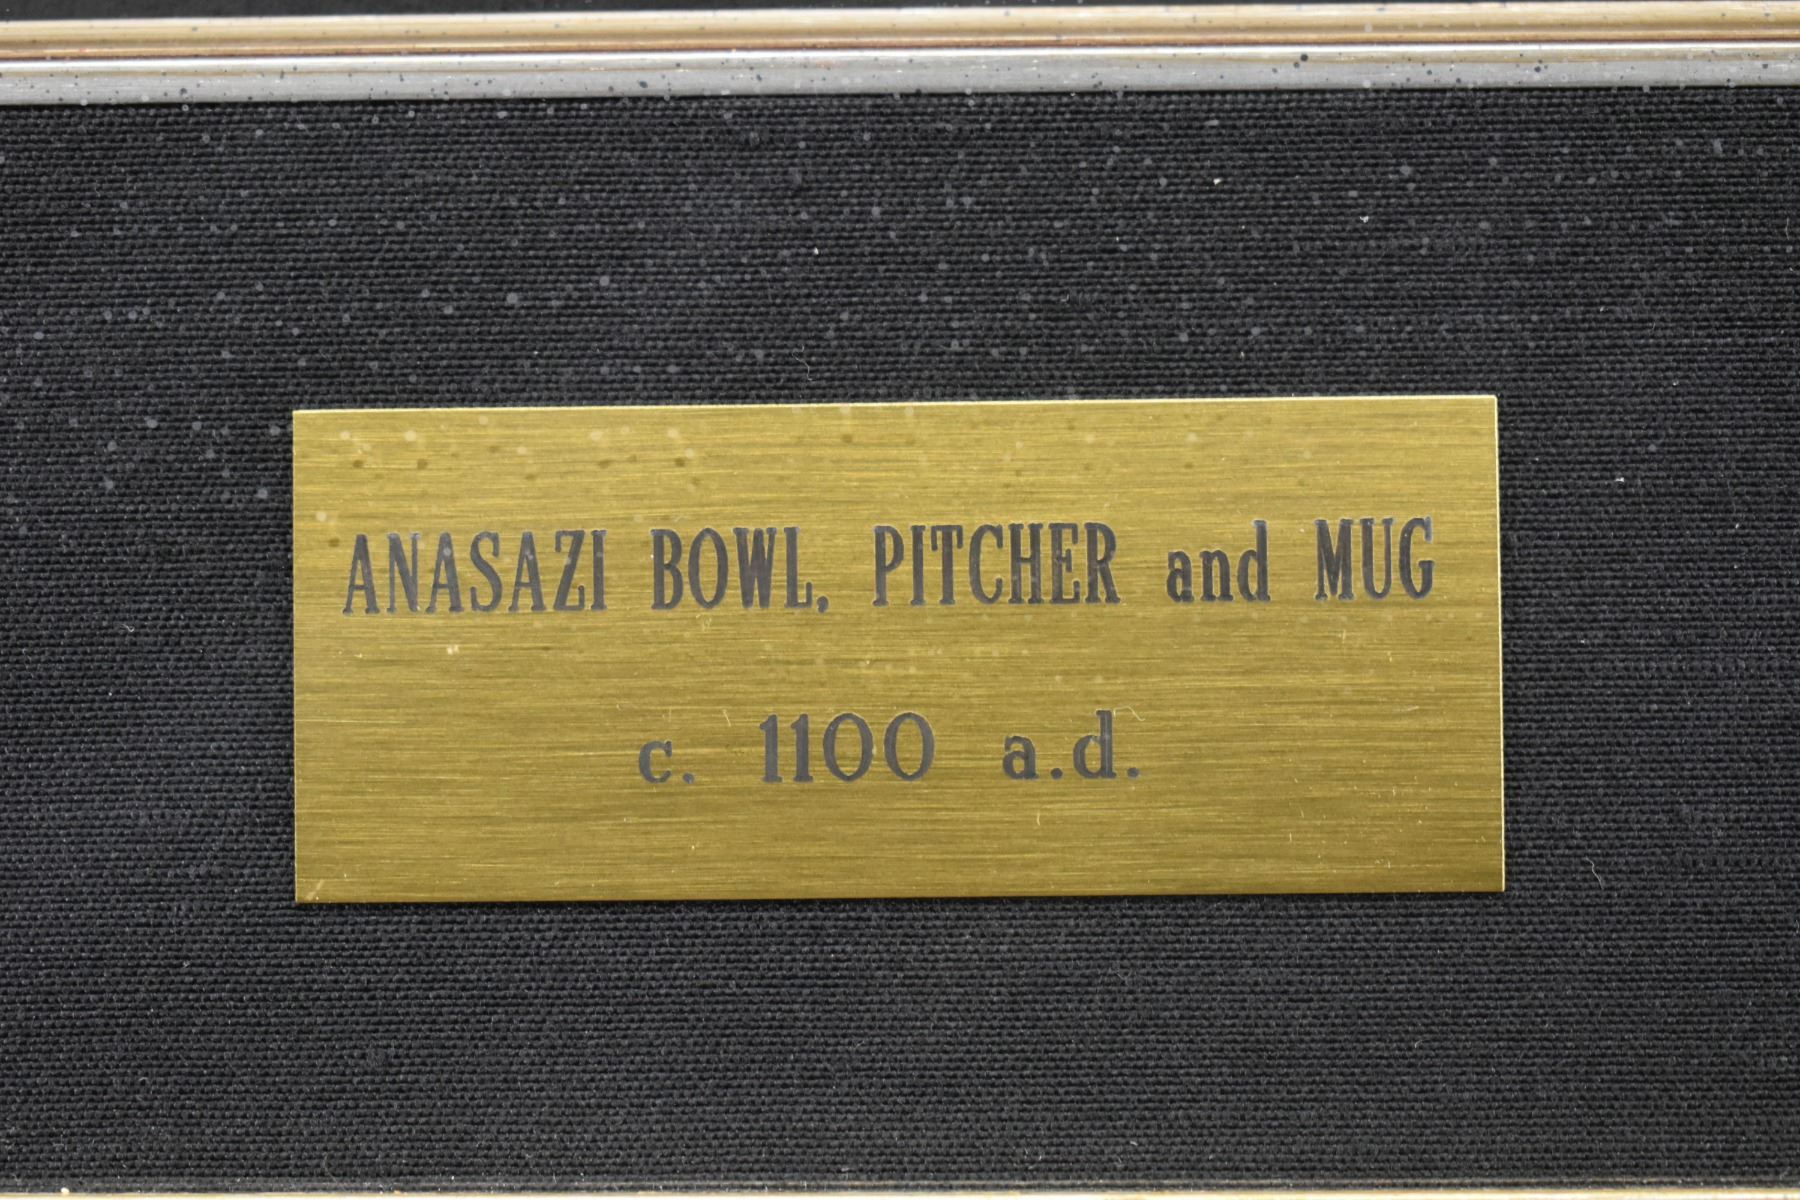 ANASAZI BOWL, PITCHER and MUG
c. 1100 a.d.